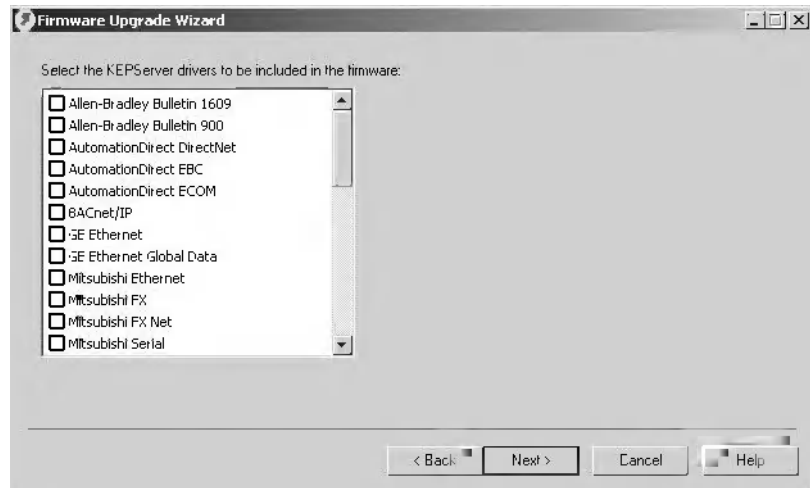 Firmware Upgrade Wizard
Select the KEPServer drivers to be included in the firmware:
Allen-Bradley Bulletin 1609
Allen-Bradley Bulletin 900
AutomationDirect DirectNet
AutomationDirect EBC
AutomationDirect ECOM
BACnet/IP
GE Ethernet
GE Ethernet Global Data
Mitsubishi Ethernet
Mitsubishi FX
Mitsubishi FX Net
Mitsubishi Serial
< Back Next > Cancel Help